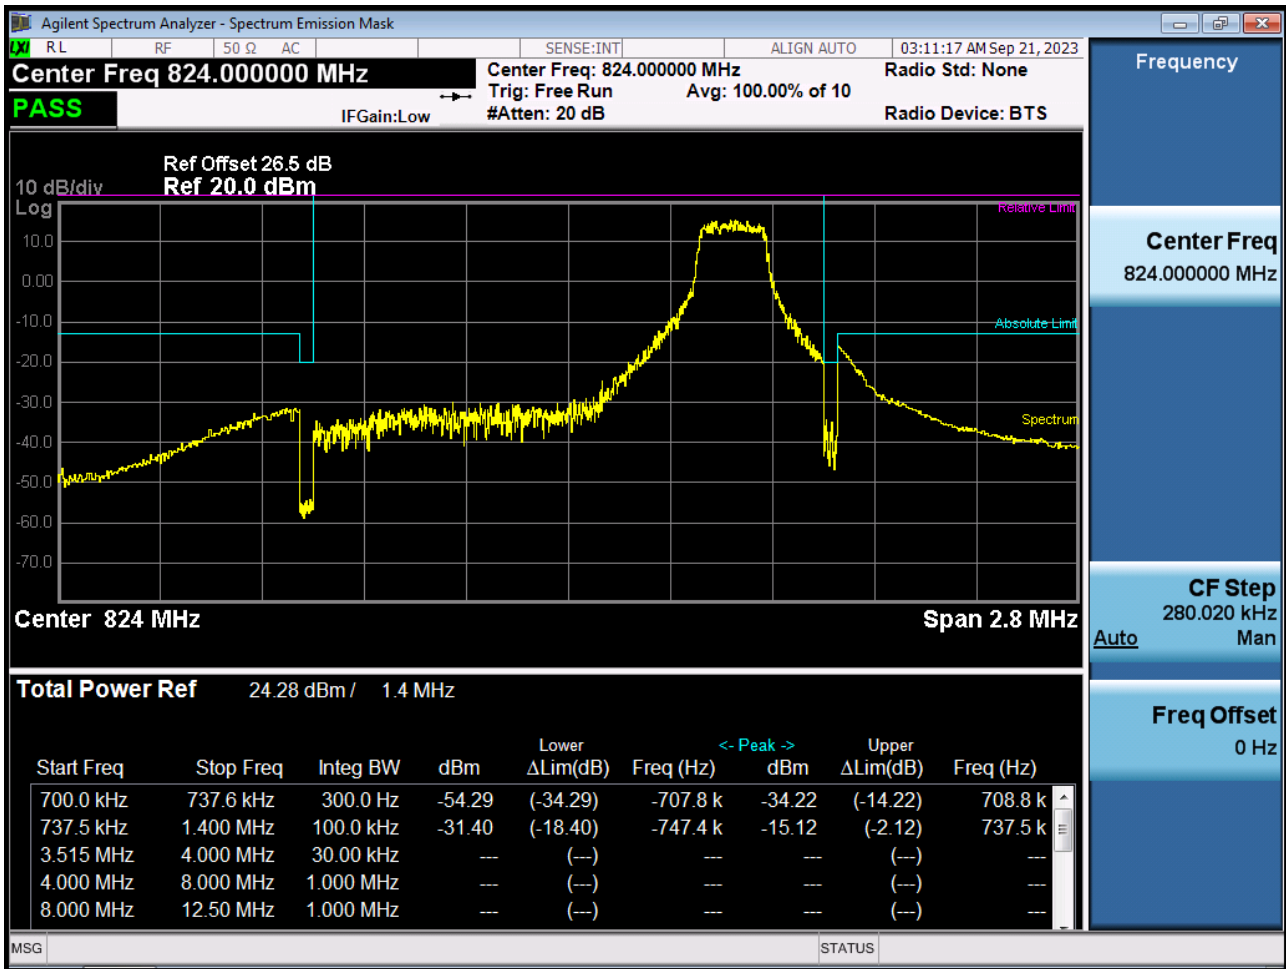 Agilent Spectrum Analyzer - Spectrum Emission Mask
LXI RL RF 50 Ω AC SENSE:INT ALIGN AUTO 03:11:17 AM Sep 21, 2023
Center Freq 824.000000 MHz Center Freq: 824.000000 MHz Radio Std: None
Trig: Free Run Avg: 100.00% of 10
PASS IFGain:Low #Atten: 20 dB Radio Device: BTS
Ref Offset 26.5 dB
10 dB/div Ref 20.0 dBm
Log
Relative Limit
10.0
0.00
-10.0
Absolute Limit
-20.0
-30.0
Spectrum
-40.0
-50.0
-60.0
-70.0
Center 824 MHz Span 2.8 MHz
Total Power Ref 24.28 dBm / 1.4 MHz
Lower <- Peak -> Upper
Start Freq Stop Freq Integ BW dBm ΔLim(dB) Freq (Hz) dBm ΔLim(dB) Freq (Hz)
700.0 kHz 737.6 kHz 300.0 Hz -54.29 (-34.29) -707.8 k -34.22 (-14.22) 708.8 k
737.5 kHz 1.400 MHz 100.0 kHz -31.40 (-18.40) -747.4 k -15.12 (-2.12) 737.5 k
3.515 MHz 4.000 MHz 30.00 kHz --- (---) --- --- (---) ---
4.000 MHz 8.000 MHz 1.000 MHz --- (---) --- --- (---) ---
8.000 MHz 12.50 MHz 1.000 MHz --- (---) --- --- (---) ---
MSG STATUS
Frequency
Center Freq
824.000000 MHz
CF Step
280.020 kHz
Auto Man
Freq Offset
0 Hz